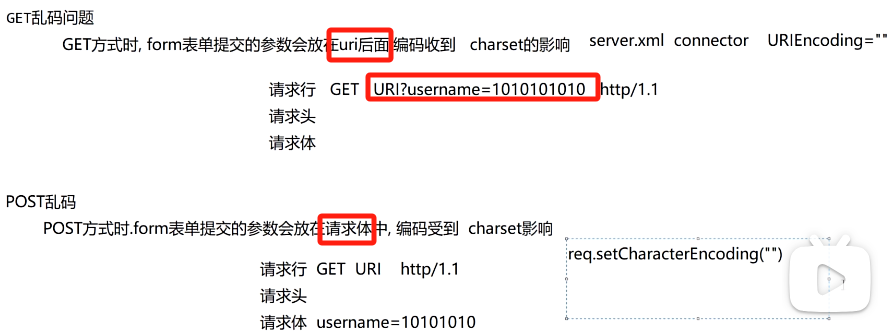 GET乱码问题
GET方式时, form表单提交的参数会放在uri后面 编码收到 charset的影响 server.xml connector URIEncoding=""
请求行 GET URI?username=1010101010 http/1.1
请求头
请求体
POST乱码
POST方式时.form表单提交的参数会放在请求体中, 编码受到 charset影响
req.setCharacterEncoding("")
请求行 GET URI http/1.1
请求头
请求体 username=10101010